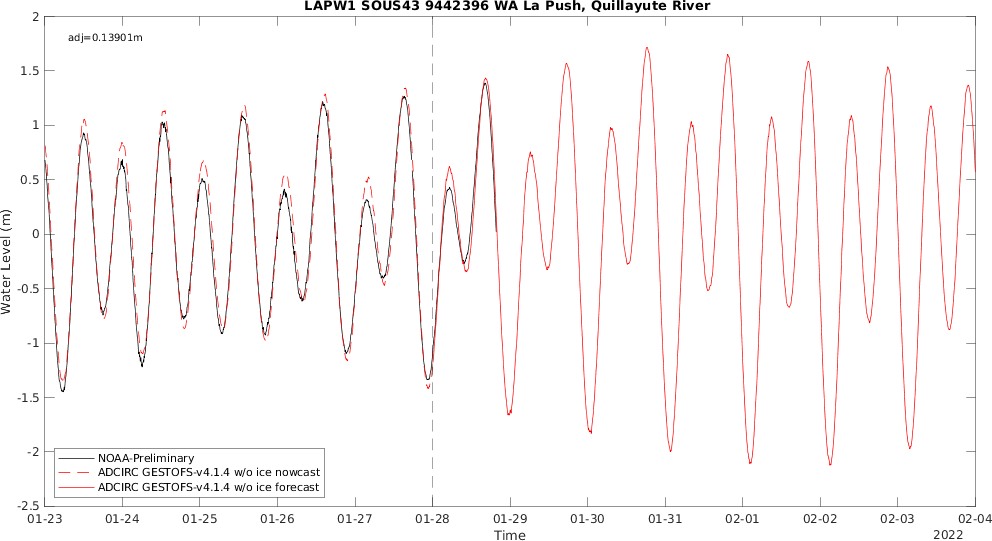 LAPW1 SOUS43 9442396 WA La Push, Quillayute River
adj=0.13901m
2
1.5
1
0.5
0
-0.5
-1
-1.5
-2
-2.5
Water Level (m)
NOAA-Preliminary
ADCIRC GESTOFS-v4.1.4 w/o ice nowcast
ADCIRC GESTOFS-v4.1.4 w/o ice forecast
01-23 01-24 01-25 01-26 01-27 01-28 01-29 01-30 01-31 02-01 02-02 02-03 02-04
Time
2022